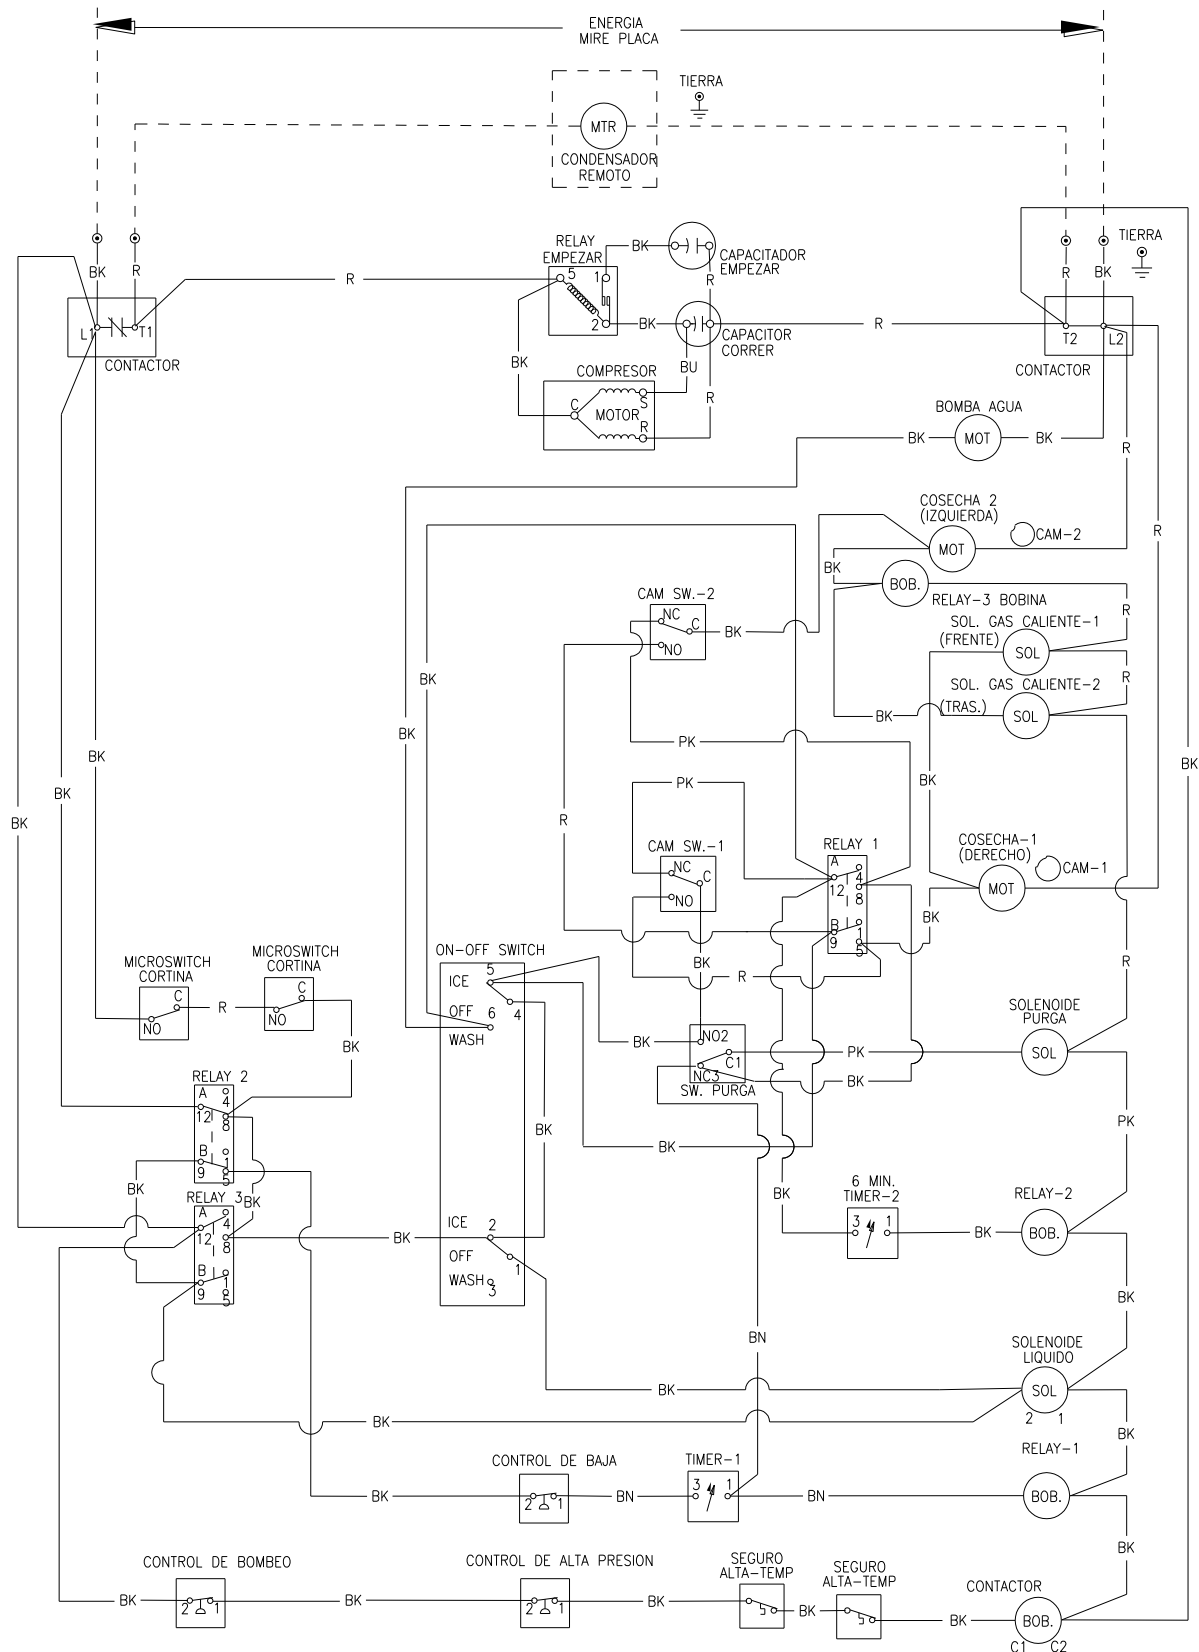 ENERGIA
MIRE PLACA
TIERRA
MTR
CONDENSADOR
REMOTO
BK
R
L1
T1
CONTACTOR
R
RELAY
EMPEZAR
5
1
2
BK
CAPACITADOR
EMPEZAR
R
BK
CAPACITOR
CORRER
R
BK
BU
R
COMPRESOR
C
MOTOR
S
R
TIERRA
R
BK
T2
L2
CONTACTOR
BOMBA AGUA
BK
MOT
BK
R
COSECHA 2
(IZQUIERDA)
MOT
CAM-2
R
BK
BOB.
RELAY-3 BOBINA
R
SOL. GAS CALIENTE-1
(FRENTE)
SOL
R
SOL. GAS CALIENTE-2
(TRAS.)
BK
SOL
CAM SW.-2
NC
C
NO
BK
BK
BK
BK
BK
BK
PK
PK
R
BK
BK
CAM SW.-1
NC
C
NO
RELAY 1
A
4
12
8
B
1
9
5
COSECHA-1
(DERECHO)
MOT
CAM-1
BK
BK
R
R
MICROSWITCH
CORTINA
C
NO
R
MICROSWITCH
CORTINA
C
NO
BK
ON-OFF SWITCH
5
ICE
4
OFF
6
WASH
BK
NO2
C1
NC3
SW. PURGA
PK
BK
SOLENOIDE
PURGA
SOL
RELAY 2
A
4
12
8
B
1
9
5
BK
BK
BK
BK
BK
PK
RELAY 3
A
4
12
8
B
1
9
5
BK
ICE
2
OFF
1
WASH
3
6 MIN.
TIMER-2
3
1
BK
RELAY-2
BOB.
BK
BN
BK
SOLENOIDE
LIQUIDO
SOL
2
1
BK
BK
RELAY-1
BOB.
BK
CONTROL DE BAJA
BK
2
1
BN
TIMER-1
3
1
BN
CONTROL DE BOMBEO
BK
2
1
BK
CONTROL DE ALTA PRESION
2
1
BK
SEGURO
ALTA-TEMP
BK
SEGURO
ALTA-TEMP
BK
CONTACTOR
BOB.
C1
C2